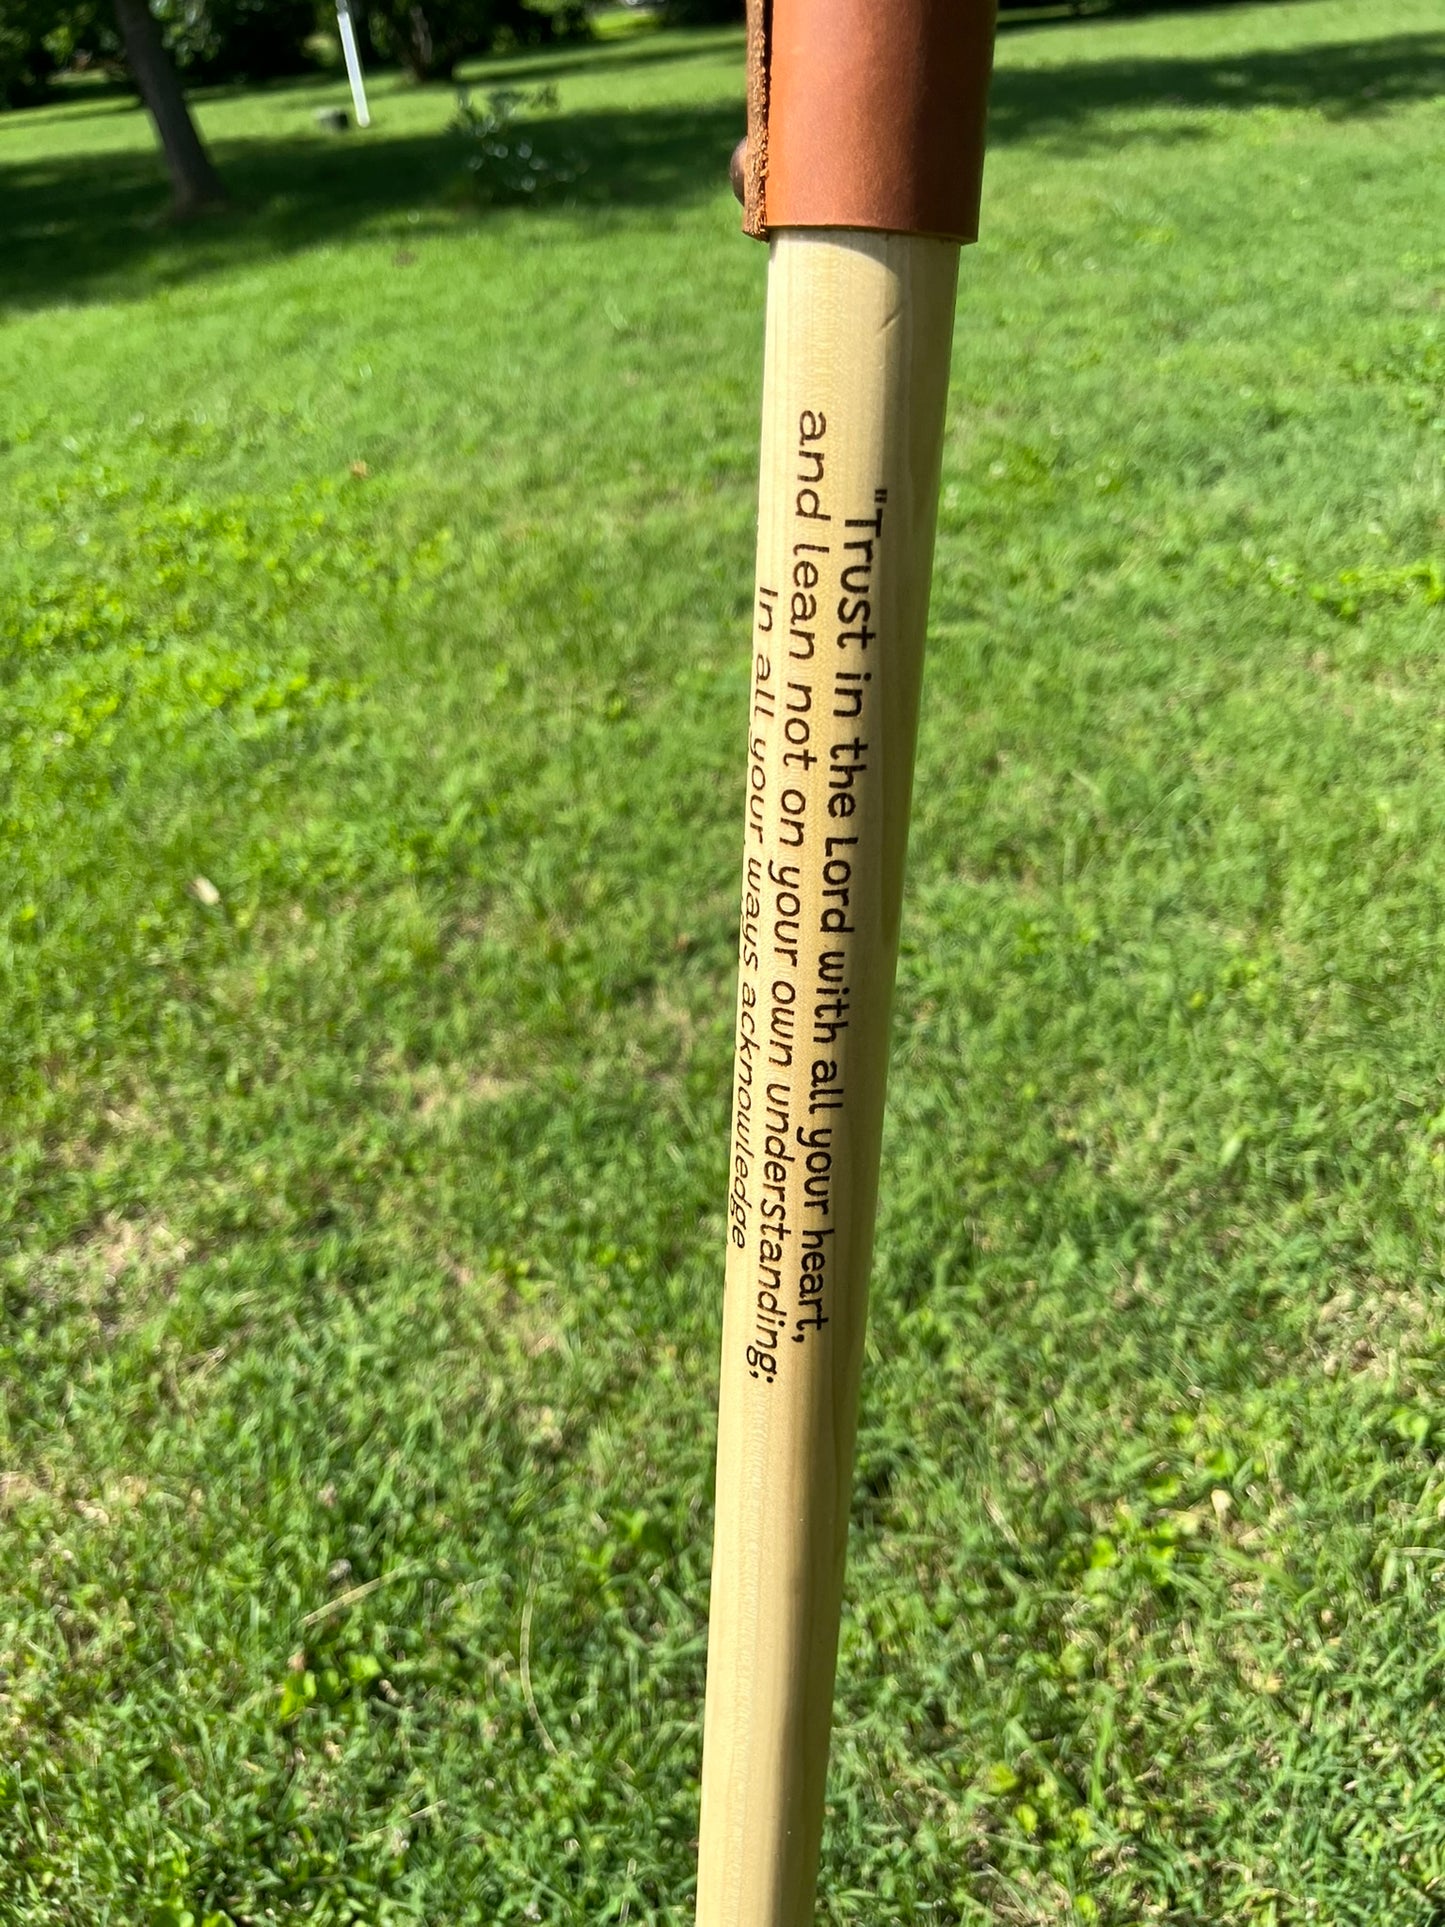 "Trust in the Lord with all your heart,
and lean not on your own understanding;
In all your ways acknowledge